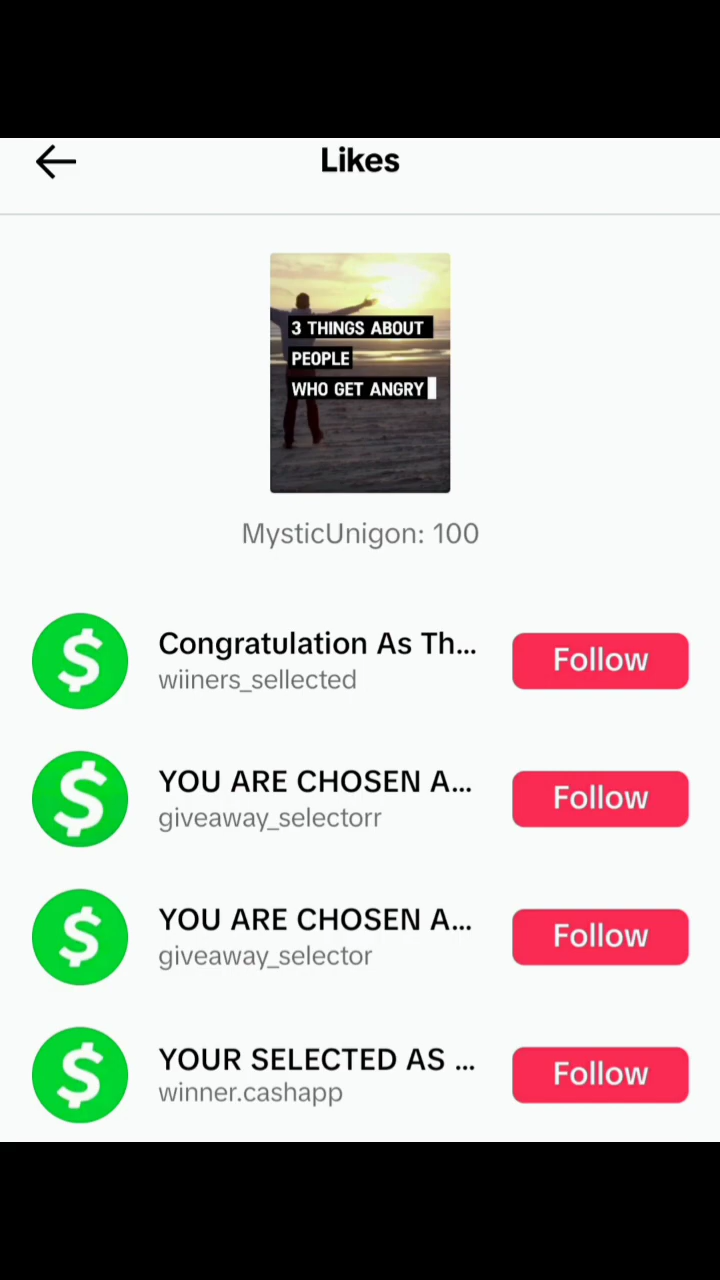 Likes
3 THINGS ABOUT
PEOPLE
WHO GET ANGRY
MysticUnigon: 100
$
Congratulation As Th...
wiiners_sellected
Follow
$
YOU ARE CHOSEN A...
giveaway_selectorr
Follow
$
YOU ARE CHOSEN A...
giveaway_selector
Follow
$
YOUR SELECTED AS ...
winner.cashapp
Follow